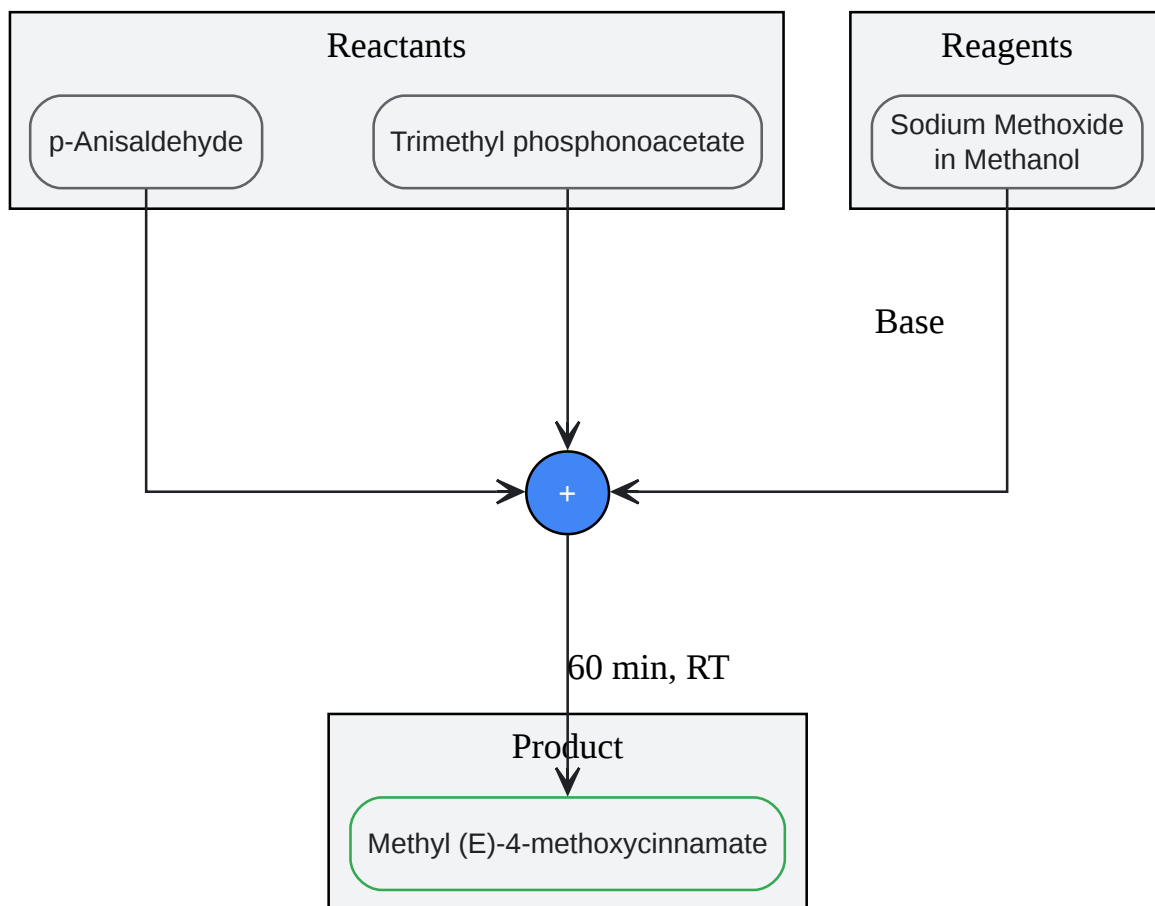 Reactants
Reagents
p-Anisaldehyde
Trimethyl phosphonoacetate
Sodium Methoxide
in Methanol
Base
+
60 min, RT
Product
Methyl (E)-4-methoxycinnamate